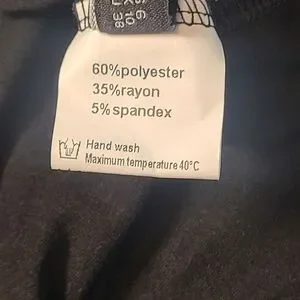 60%polyester
35%rayon
5%spandex
Hand wash
Maximum temperature 40°C